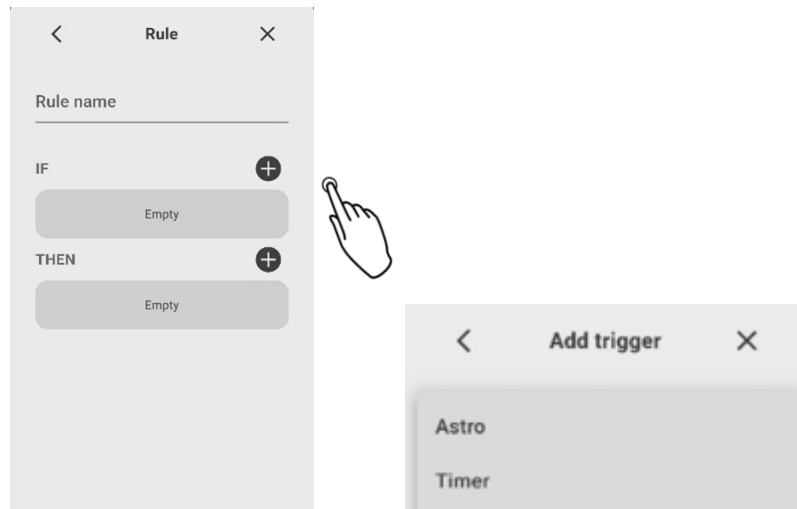 Rule
Rule name
IF
Empty
THEN
Empty
Add trigger
Astro
Timer